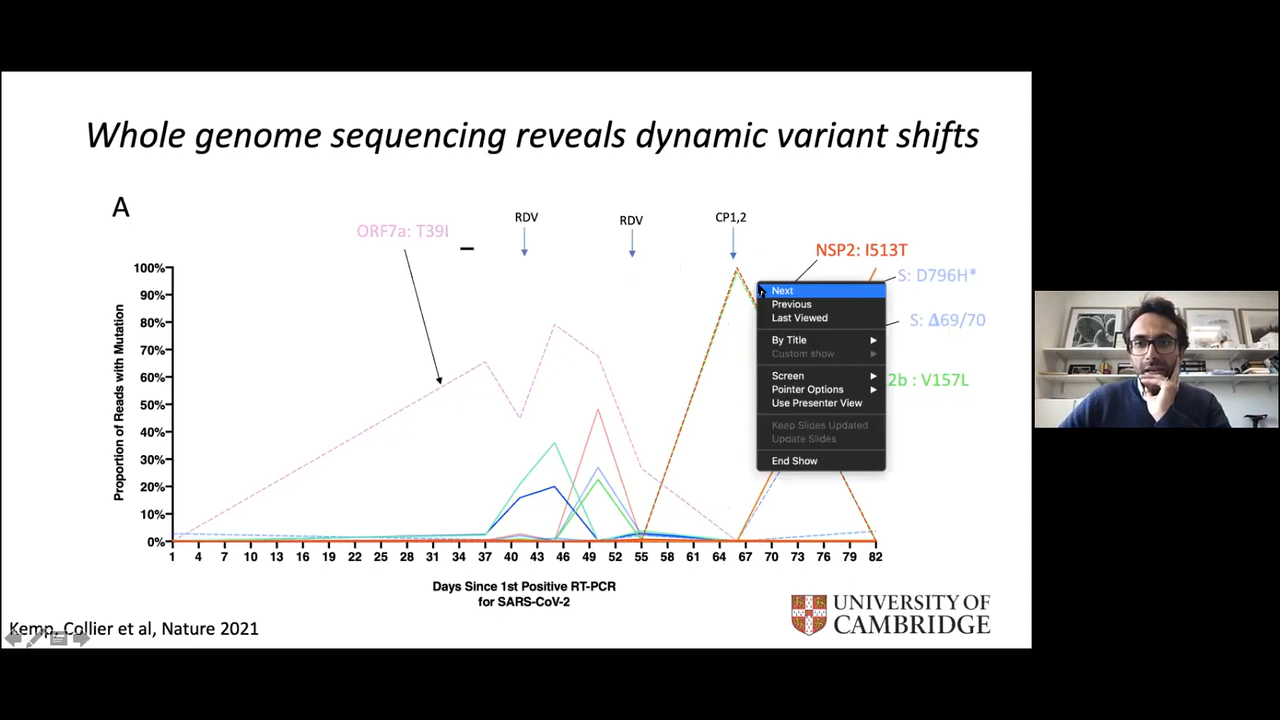 Whole genome sequencing reveals dynamic variant shifts
A
ORF7a: T39I
RDV
RDV
CP1,2
NSP2: I513T
S: D796H*
S: Δ69/70
2b : V157L
Proportion of Reads with Mutation
100%
90%
80%
70%
60%
50%
40%
30%
20%
10%
0%
1 4 7 10 13 16 19 22 25 28 31 34 37 40 43 46 49 52 55 58 61 64 67 70 73 76 79 82
Days Since 1st Positive RT-PCR
for SARS-CoV-2
Next
Previous
Last Viewed
By Title
Custom show
Screen
Pointer Options
Use Presenter View
Keep Slides Updated
Update Slides
End Show
Kemp, Collier et al, Nature 2021
UNIVERSITY OF
CAMBRIDGE